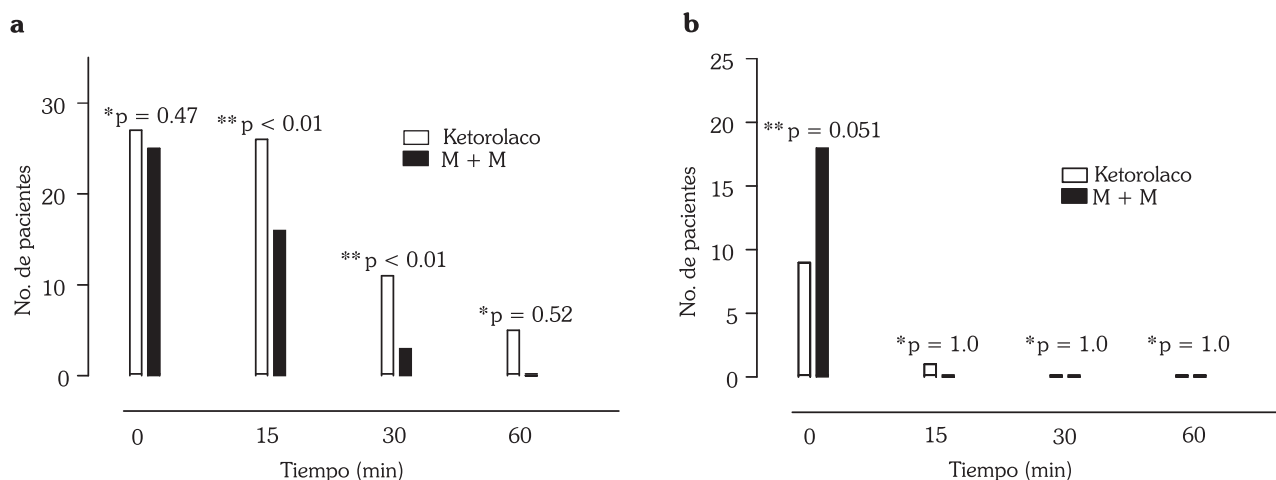 a
No. de pacientes
30
20
10
0
*p = 0.47
**p < 0.01
**p < 0.01
*p = 0.52
Ketorolaco
M + M
0 15 30 60
Tiempo (min)
b
No. de pacientes
25
20
15
10
5
0
**p = 0.051
*p = 1.0
*p = 1.0
*p = 1.0
Ketorolaco
M + M
0 15 30 60
Tiempo (min)